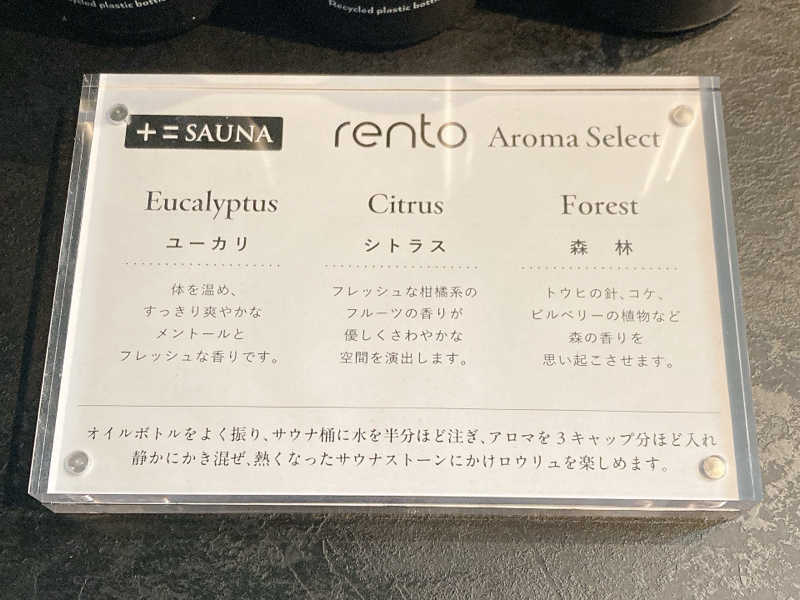 Recycled plastic bottle
Recycled plastic bottl
+= SAUNA rento Aroma Select
Eucalyptus
ユーカリ
体を温め、
すっきり爽やかな
メントールと
フレッシュな香りです。
Citrus
シトラス
フレッシュな柑橘系の
フルーツの香りが
優しくさわやかな
空間を演出します。
Forest
森 林
トウヒの針、コケ、
ビルベリーの植物など
森の香りを
思い起こさせます。
オイルボトルをよく振り、サウナ桶に水を半分ほど注ぎ、アロマを3キャップ分ほど入れ
静かにかき混ぜ、熱くなったサウナストーンにかけロウリュを楽しめます。